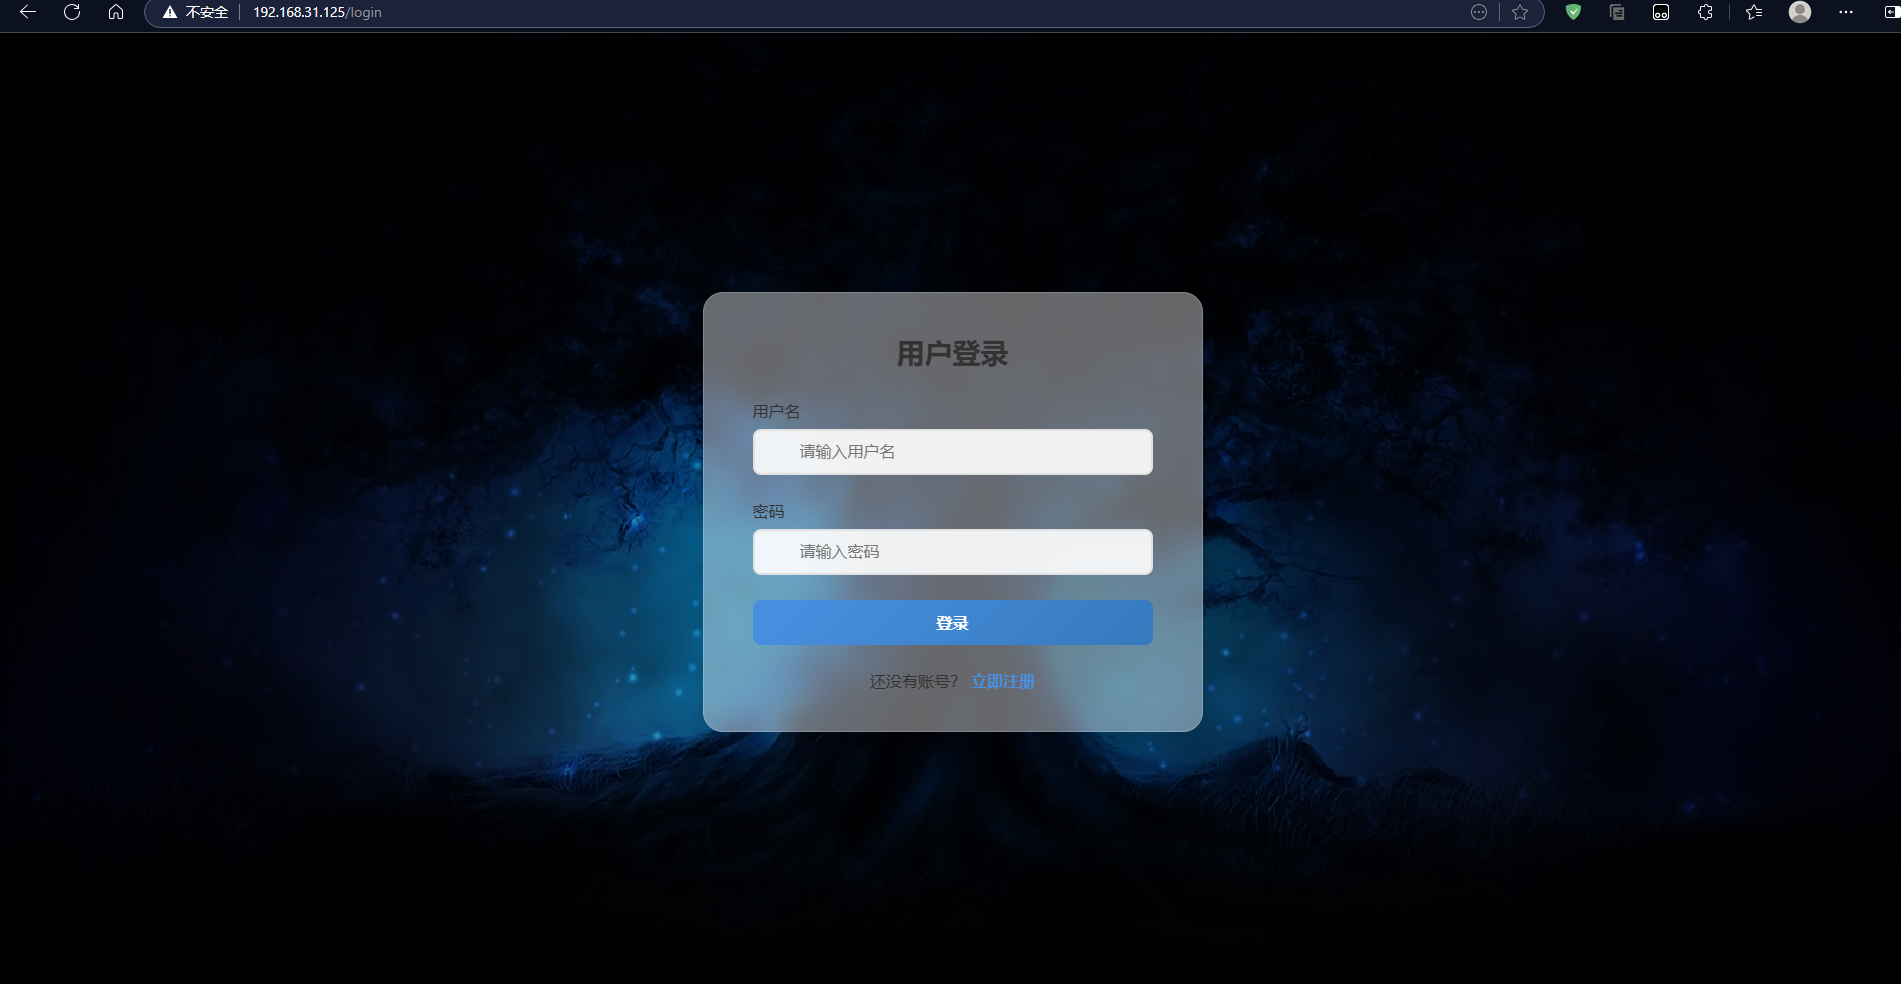 不安全 192.168.31.125/login
用户登录
用户名
请输入用户名
密码
请输入密码
登录
还没有账号? 立即注册